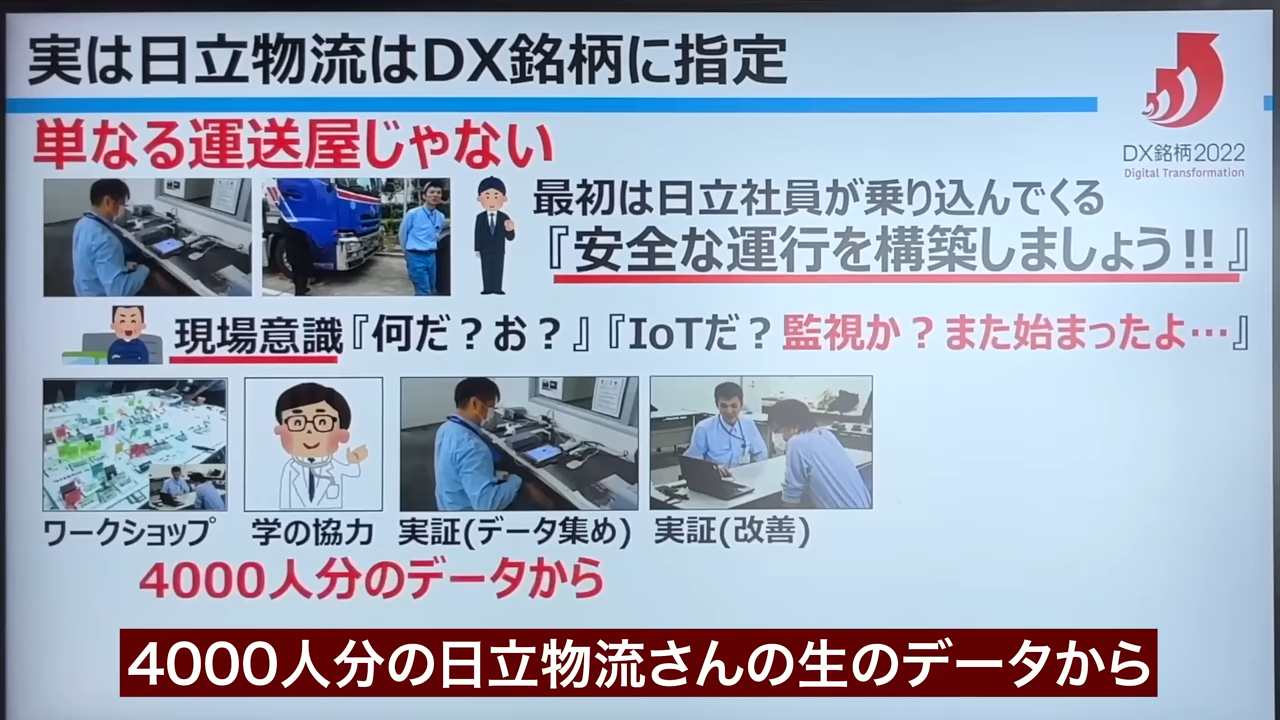 実は日立物流はDX銘柄に指定
DX銘柄2022
Digital Transformation
単なる運送屋じゃない
最初は日立社員が乗り込んでくる
『安全な運行を構築しましょう!!』
現場意識『何だ？お？』『IoTだ？監視か？また始まったよ…』
ワークショップ
学の協力
実証(データ集め)
実証(改善)
4000人分のデータから
4000人分の日立物流さんの生のデータから